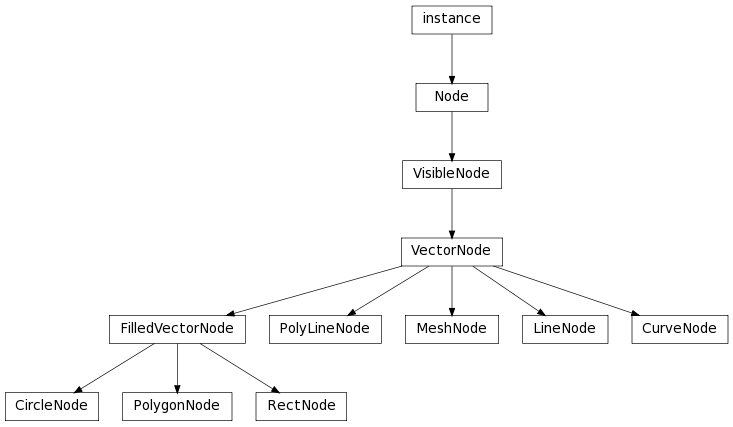 instance
Node
VisibleNode
VectorNode
FilledVectorNode
PolyLineNode
MeshNode
LineNode
CurveNode
CircleNode
PolygonNode
RectNode